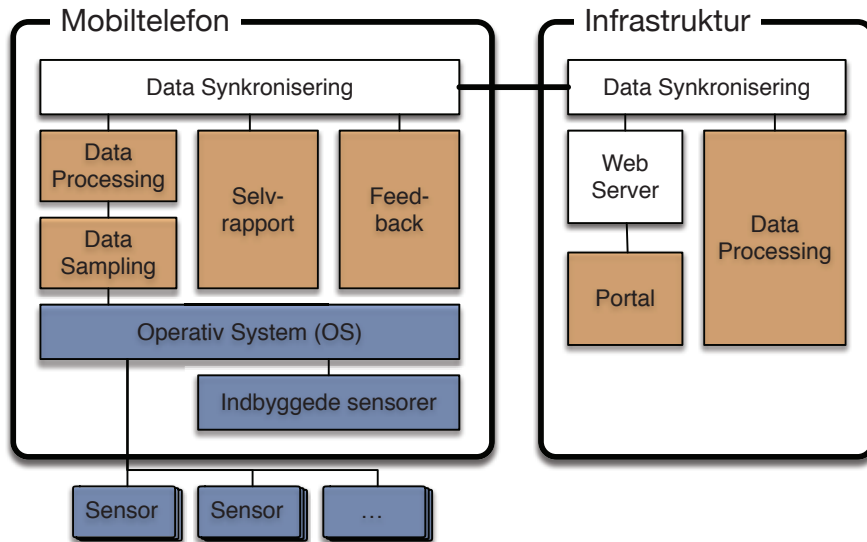 Mobiltelefon
Data Synkronisering
Data
Processing
Selv-
rapport
Feed-
back
Data
Sampling
Operativ System (OS)
Indbyggede sensorer
Sensor
Sensor
...
Infrastruktur
Data Synkronisering
Web
Server
Data
Processing
Portal